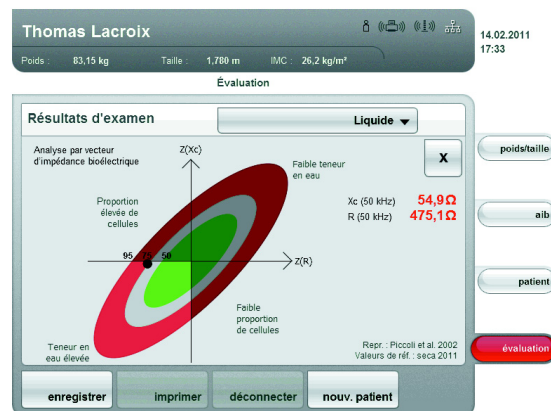 Thomas Lacroix
14.02.2011
17:33
Poids : 83,15 kg Taille : 1,780 m IMC : 26,2 kg/m²
Évaluation
Résultats d'examen
Liquide
Analyse par vecteur
d'impédance bioélectrique
Z(Xc)
Faible teneur
en eau
X
poids/taille
Xc (50 kHz) 54,9Ω
R (50 kHz) 475,1Ω
Proportion
élevée de
cellules
aib
95 75 50
Z(R)
patient
Faible
proportion
de cellules
Teneur en
eau élevée
Repr. : Piccoli et al. 2002
Valeurs de réf. : seca 2011
évaluation
enregistrer
imprimer
déconnecter
nouv. patient